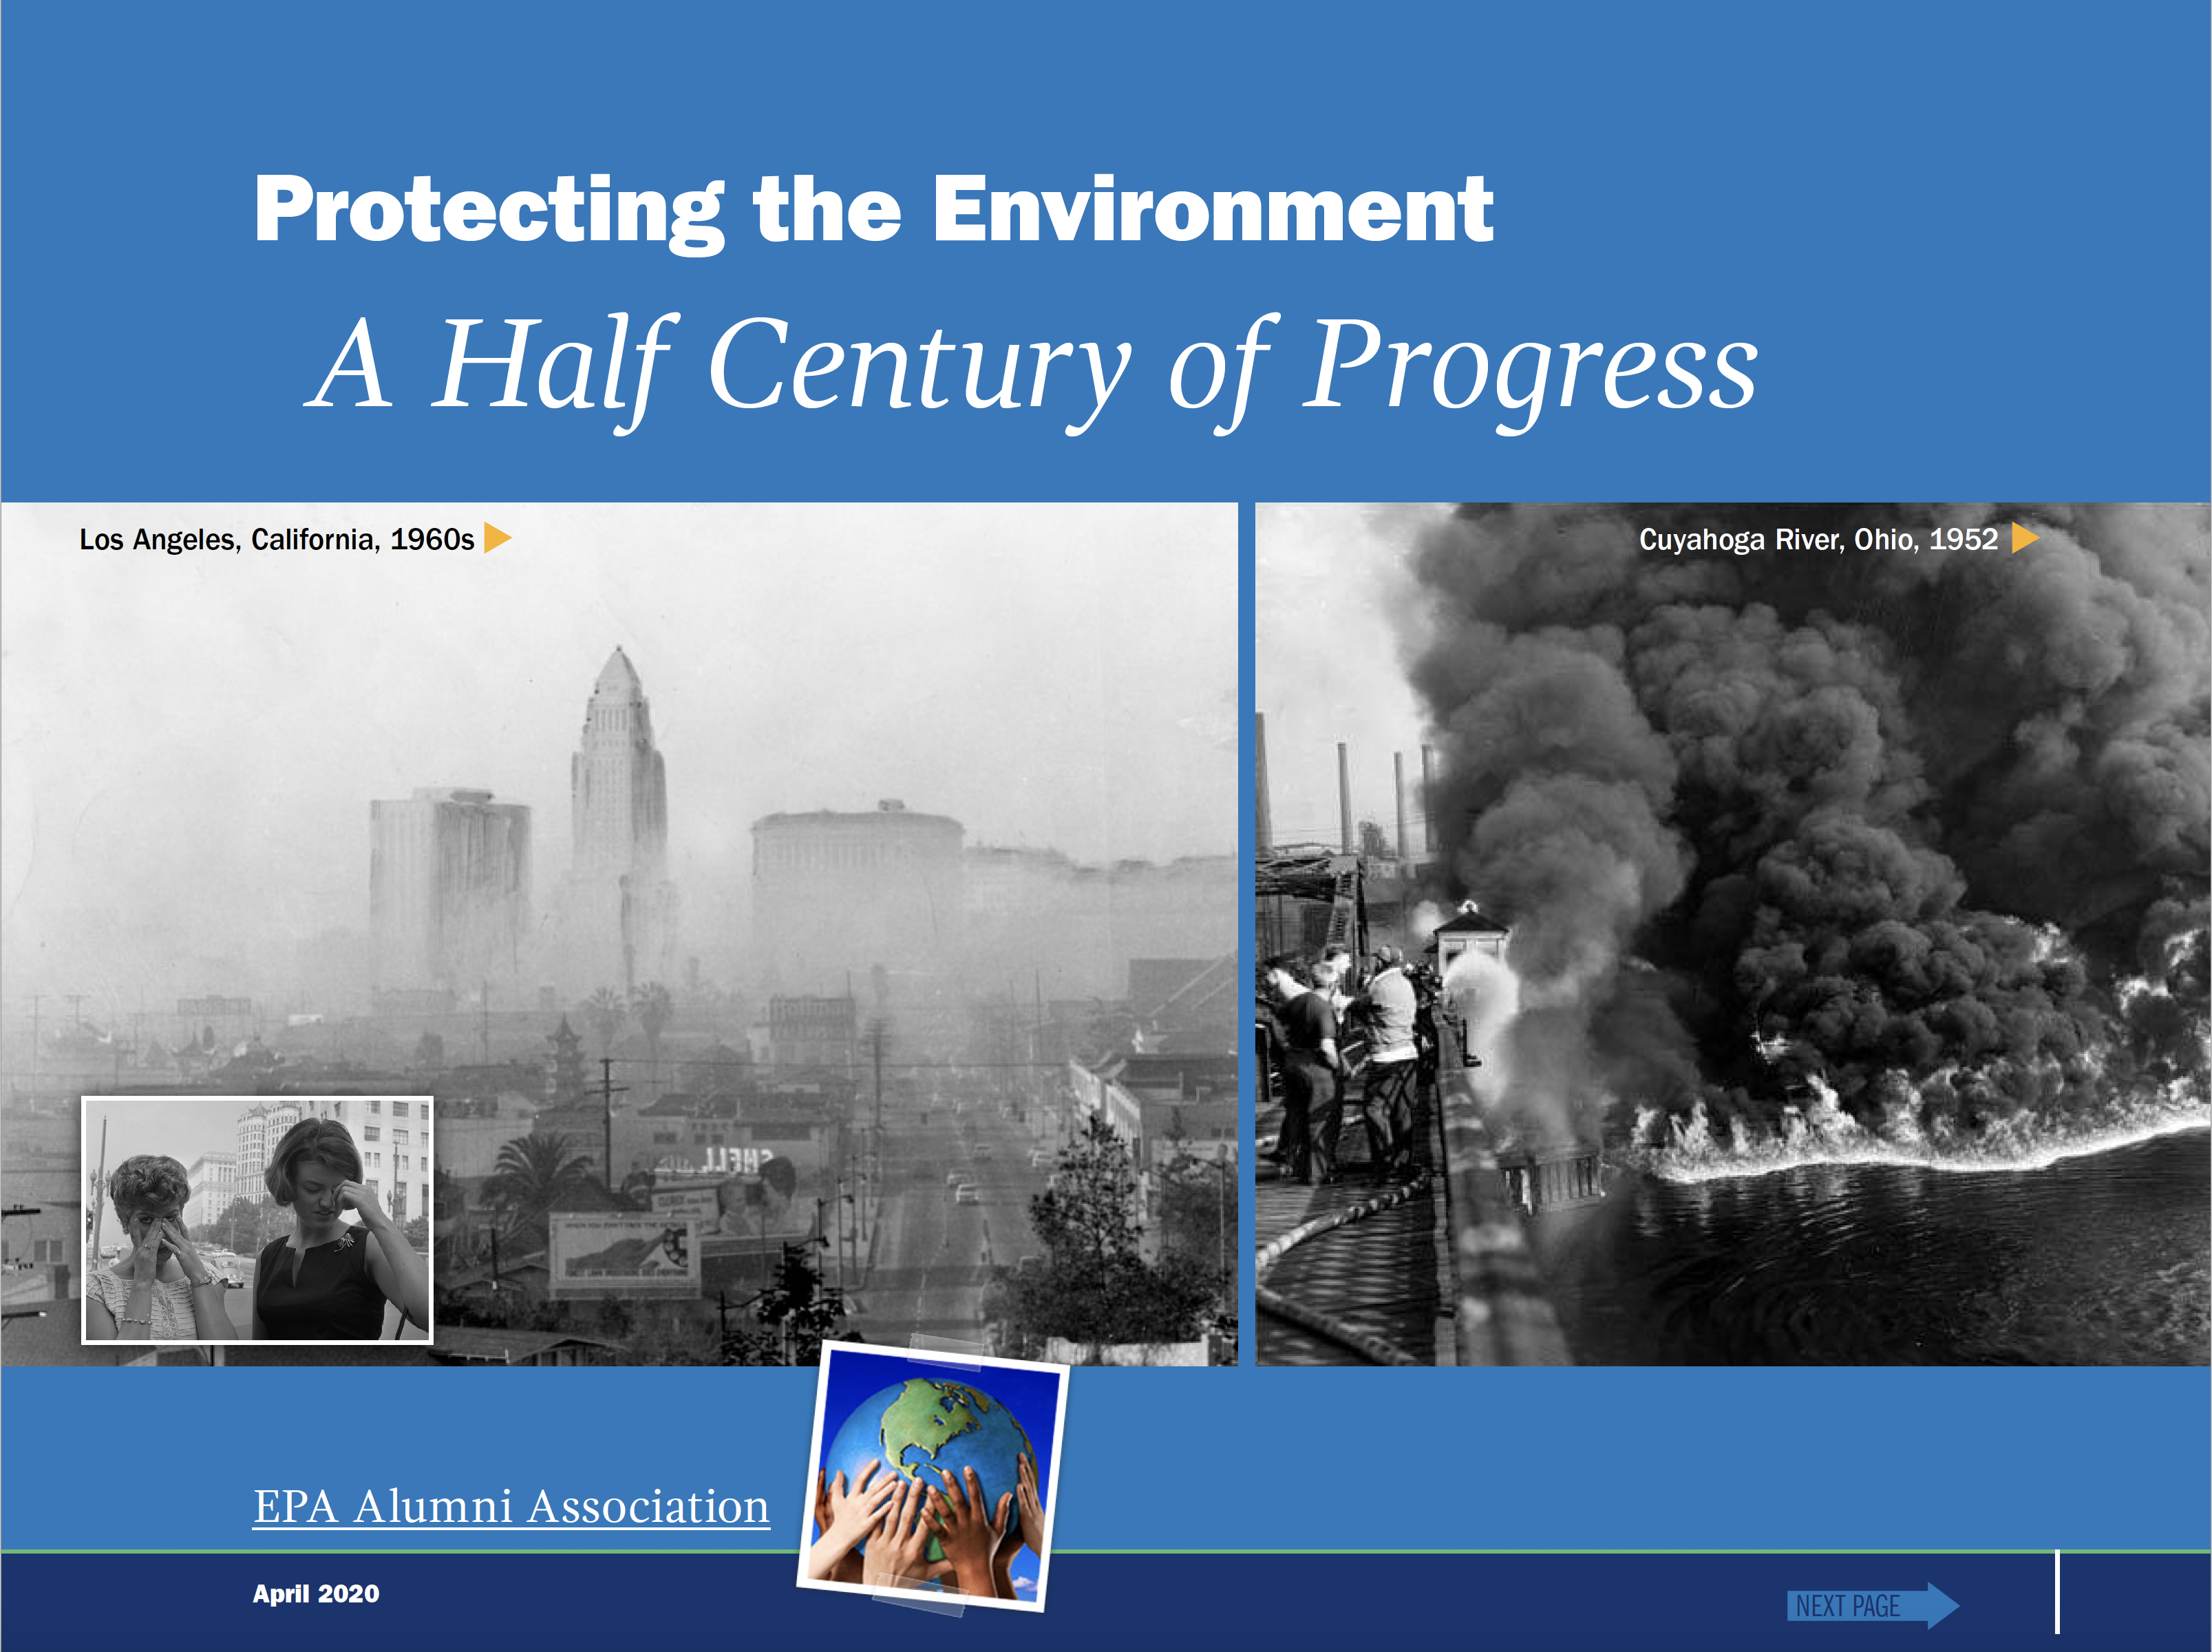 Protecting the Environment
A Half Century of Progress
Los Angeles, California, 1960s
Cuyahoga River, Ohio, 1952
SHELL
EPA Alumni Association
April 2020
NEXT PAGE